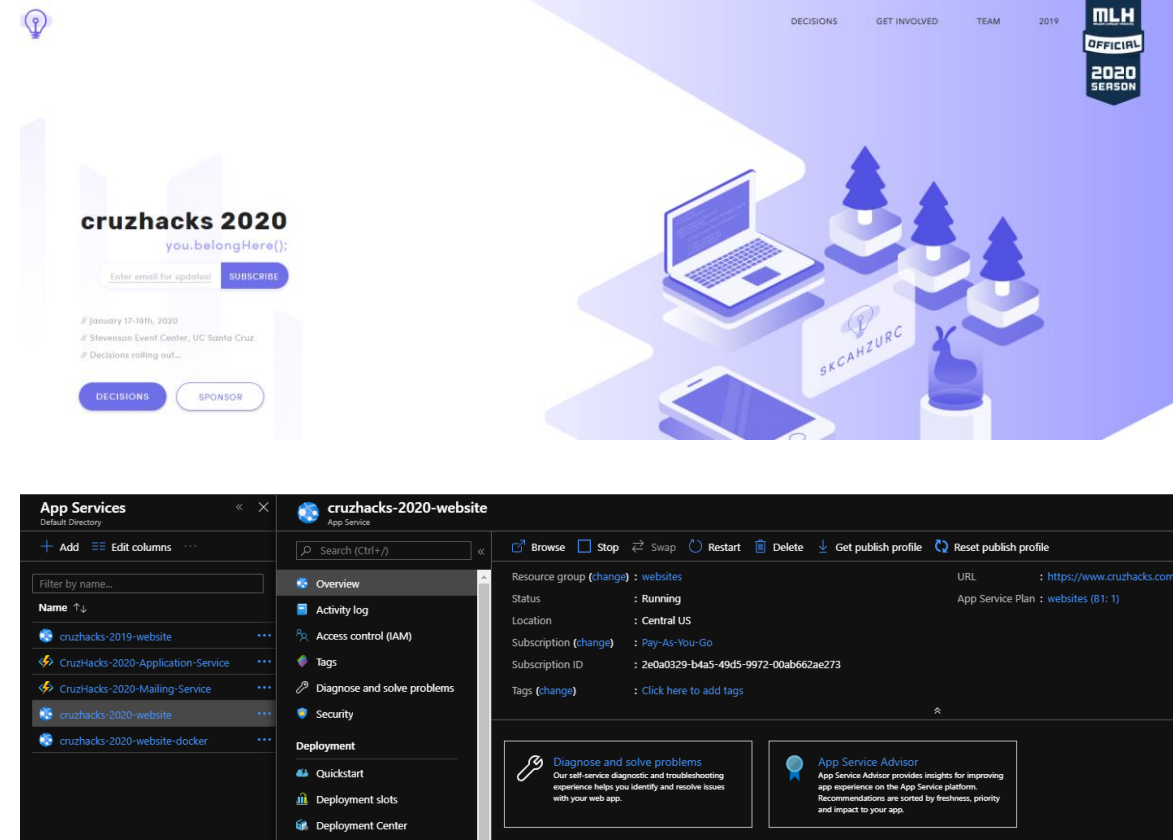 DECISIONS GET INVOLVED TEAM 2019
MLH
OFFICIAL
2020
SEASON
cruzhacks 2020
you.belongHere();
Enter email for updates! SUBSCRIBE
// January 17-19th, 2020
// Stevenson Event Center, UC Santa Cruz
// Decisions rolling out...
DECISIONS SPONSOR
SKCAHZURC
App Services
Default Directory
Add Edit columns
Filter by name...
Name
cruzhacks-2019-website
CruzHacks-2020-Application-Service
CruzHacks-2020-Mailing-Service
cruzhacks-2020-website
cruzhacks-2020-website-docker
cruzhacks-2020-website
App Service
Search (Ctrl+/)
Overview
Activity log
Access control (IAM)
Tags
Diagnose and solve problems
Security
Deployment
Quickstart
Deployment slots
Deployment Center
Browse Stop Swap Restart Delete Get publish profile Reset publish profile
Resource group (change) : websites
Status : Running
Location : Central US
Subscription (change) : Pay-As-You-Go
Subscription ID : 2e0a0329-b4a5-49d5-9972-00ab662ae273
Tags (change) : Click here to add tags
URL : https://www.cruzhacks.com
App Service Plan : websites (B1: 1)
Diagnose and solve problems
Our self-service diagnostic and troubleshooting
experience helps you identify and resolve issues
with your web app.
App Service Advisor
App Service Advisor provides insights for improving
app experience on the App Service platform.
Recommendations are sorted by freshness, priority
and impact to your app.